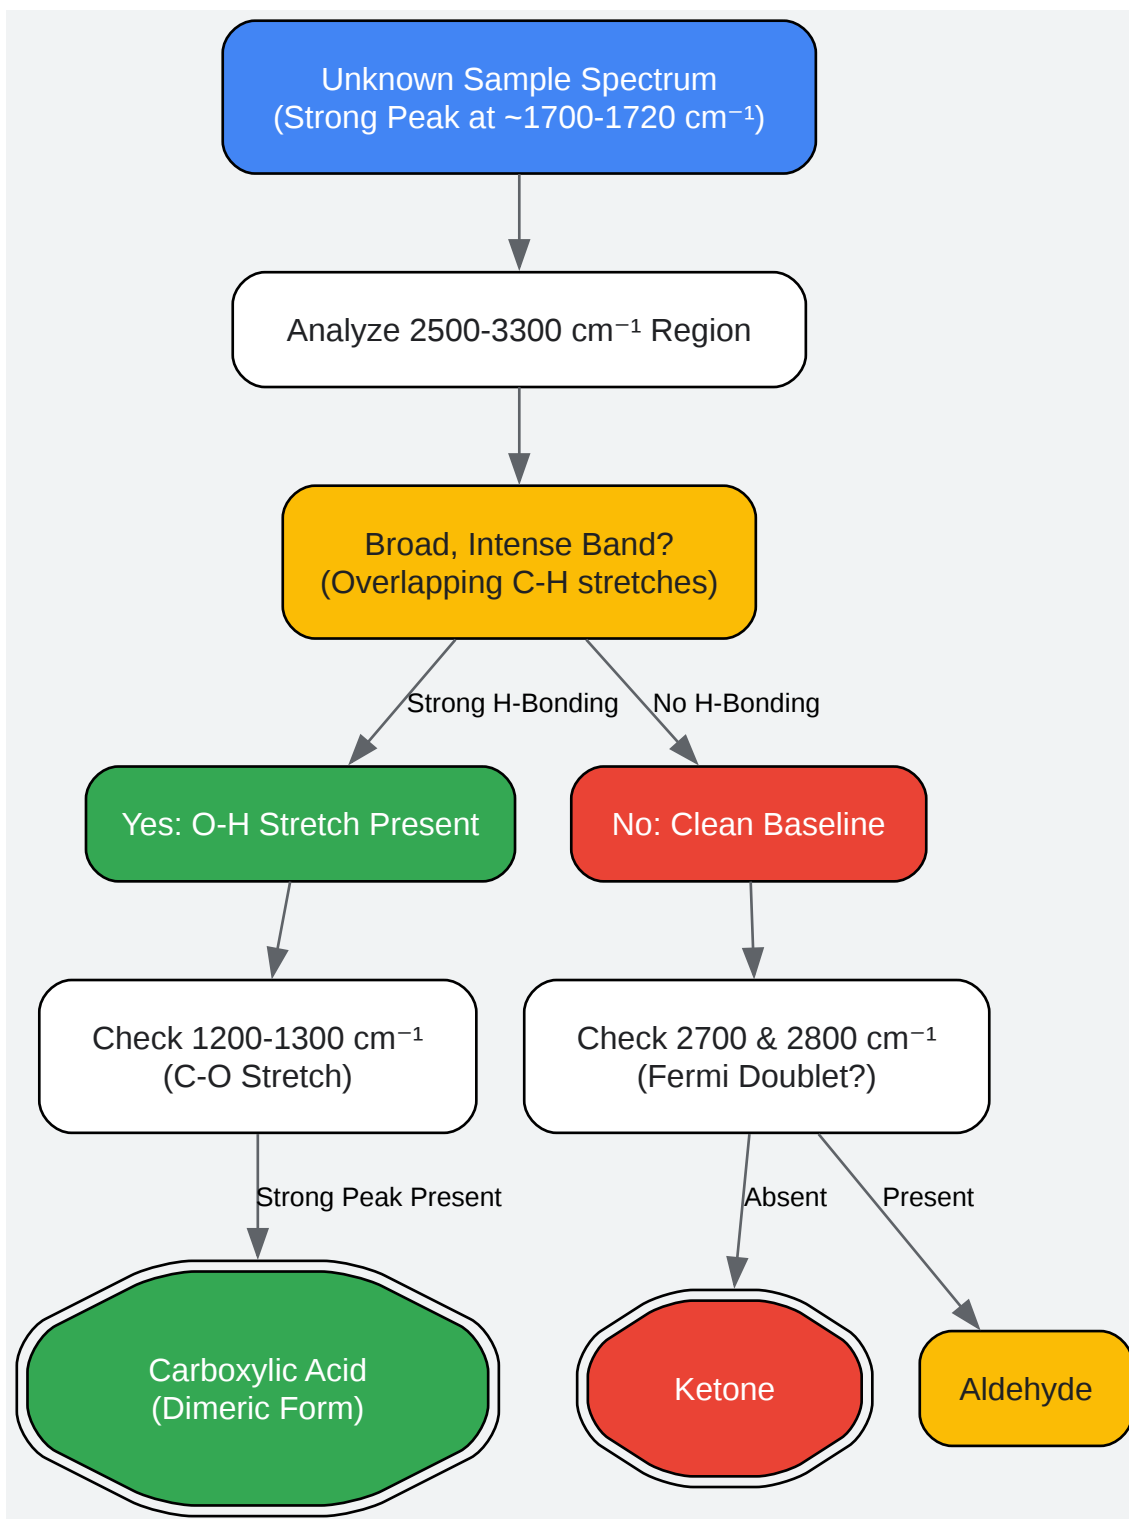 Unknown Sample Spectrum
(Strong Peak at ~1700-1720 cm⁻¹)
Analyze 2500-3300 cm⁻¹ Region
Broad, Intense Band?
(Overlapping C-H stretches)
Strong H-Bonding
No H-Bonding
Yes: O-H Stretch Present
No: Clean Baseline
Check 1200-1300 cm⁻¹
(C-O Stretch)
Check 2700 & 2800 cm⁻¹
(Fermi Doublet?)
Strong Peak Present
Absent
Present
Carboxylic Acid
(Dimeric Form)
Ketone
Aldehyde